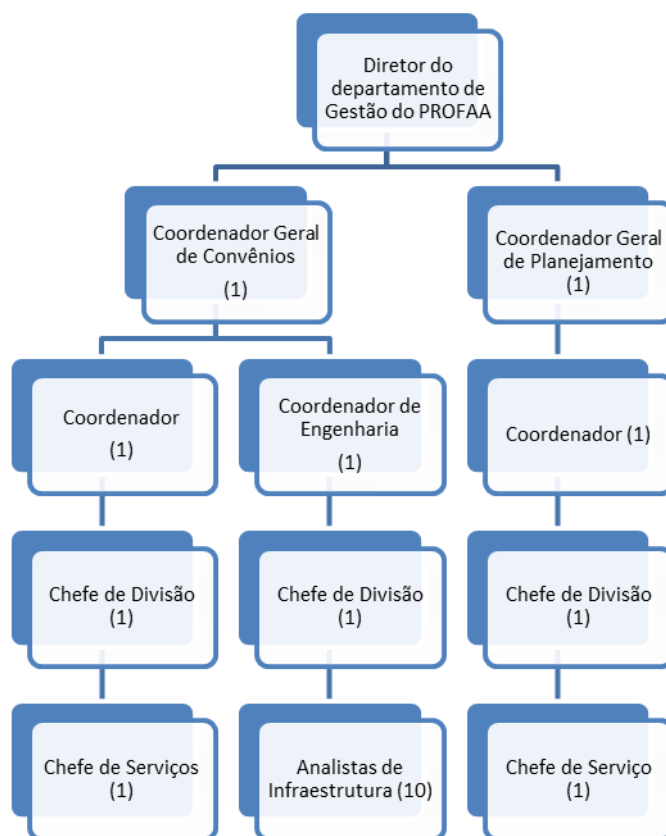 Diretor do
departamento de
Gestão do PROFAA
Coordenador Geral
de Convênios
(1)
Coordenador Geral
de Planejamento
(1)
Coordenador
(1)
Coordenador de
Engenharia
(1)
Coordenador (1)
Chefe de Divisão
(1)
Chefe de Divisão
(1)
Chefe de Divisão
(1)
Chefe de Serviços
(1)
Analistas de
Infraestrutura (10)
Chefe de Serviço
(1)